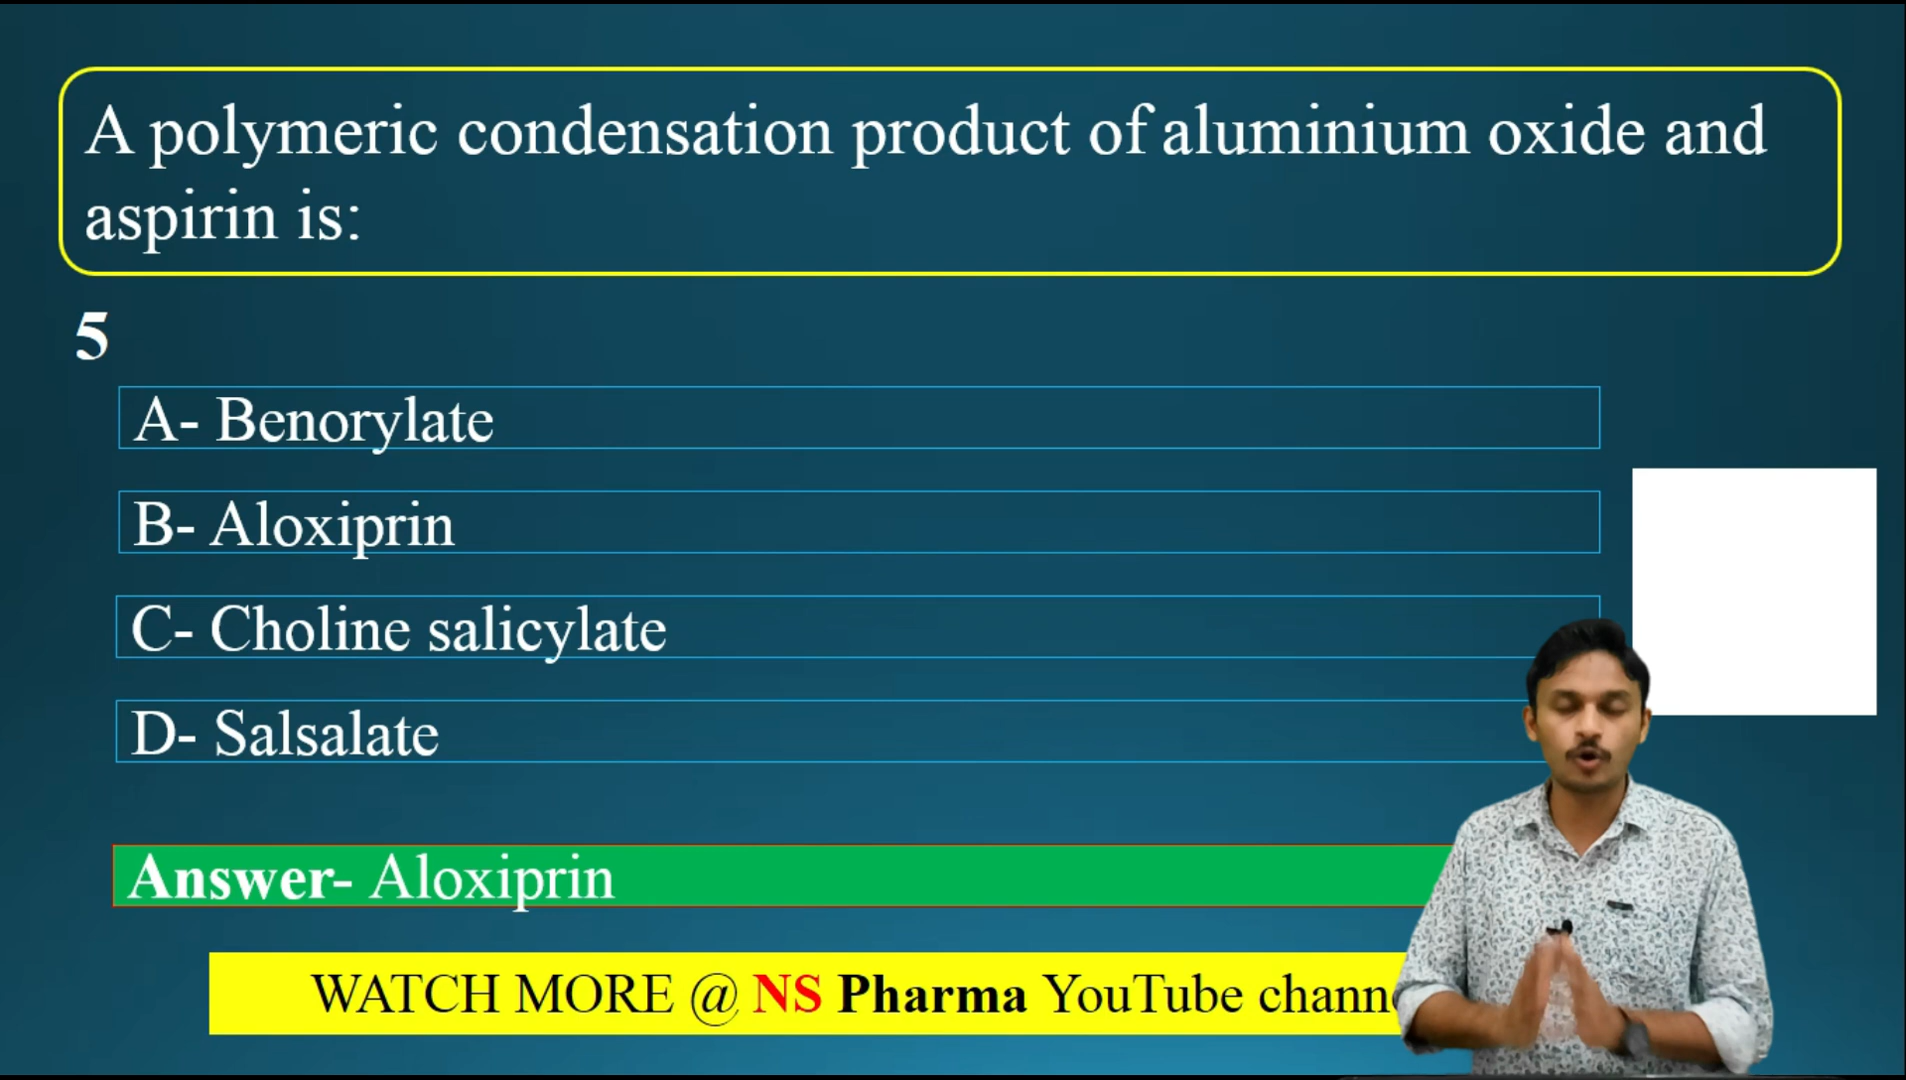 A polymeric condensation product of aluminium oxide and
aspirin is:
5
A- Benorylate
B- Aloxiprin
C- Choline salicylate
D- Salsalate
Answer- Aloxiprin
WATCH MORE @ NS Pharma YouTube